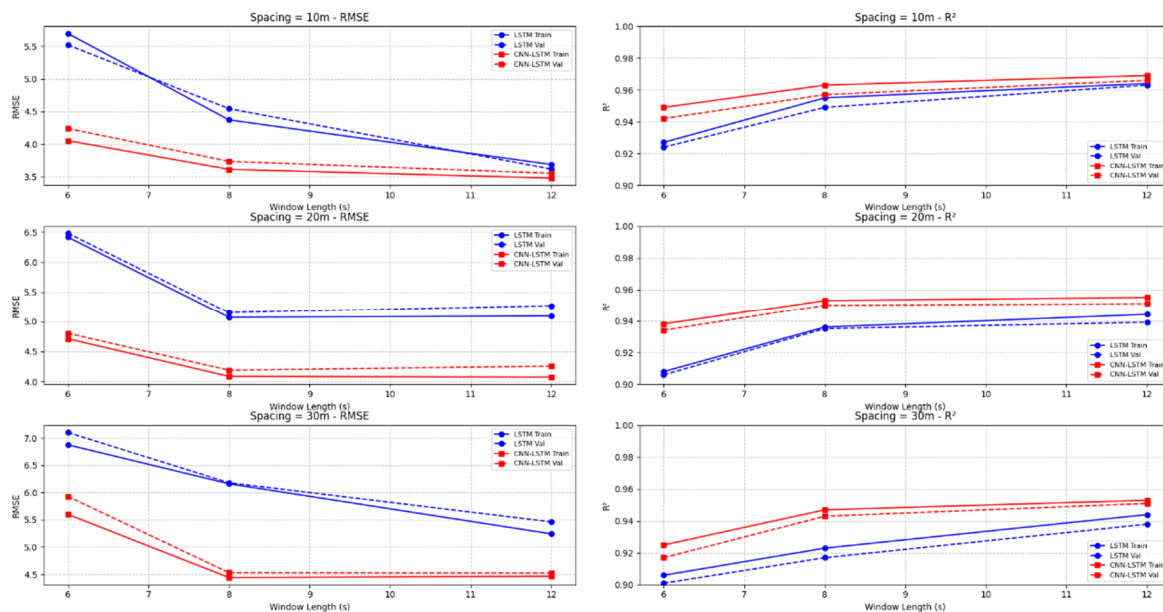 Spacing = 10m - RMSE
RMSE
5.5
5.0
4.5
4.0
3.5
LSTM Train
LSTM Val
CNN-LSTM Train
CNN-LSTM Val
6 7 8 9 10 11 12
Window Length (s)
Spacing = 10m - R²
R²
1.00
0.98
0.96
0.94
0.92
0.90
LSTM Train
LSTM Val
CNN-LSTM Train
CNN-LSTM Val
6 7 8 9 10 11 12
Window Length (s)
Spacing = 20m - RMSE
RMSE
6.5
6.0
5.5
5.0
4.5
4.0
LSTM Train
LSTM Val
CNN-LSTM Train
CNN-LSTM Val
6 7 8 9 10 11 12
Window Length (s)
Spacing = 20m - R²
R²
1.00
0.98
0.96
0.94
0.92
0.90
LSTM Train
LSTM Val
CNN-LSTM Train
CNN-LSTM Val
6 7 8 9 10 11 12
Window Length (s)
Spacing = 30m - RMSE
RMSE
7.0
6.5
6.0
5.5
5.0
4.5
LSTM Train
LSTM Val
CNN-LSTM Train
CNN-LSTM Val
6 7 8 9 10 11 12
Window Length (s)
Spacing = 30m - R²
R²
1.00
0.98
0.96
0.94
0.92
0.90
LSTM Train
LSTM Val
CNN-LSTM Train
CNN-LSTM Val
6 7 8 9 10 11 12
Window Length (s)